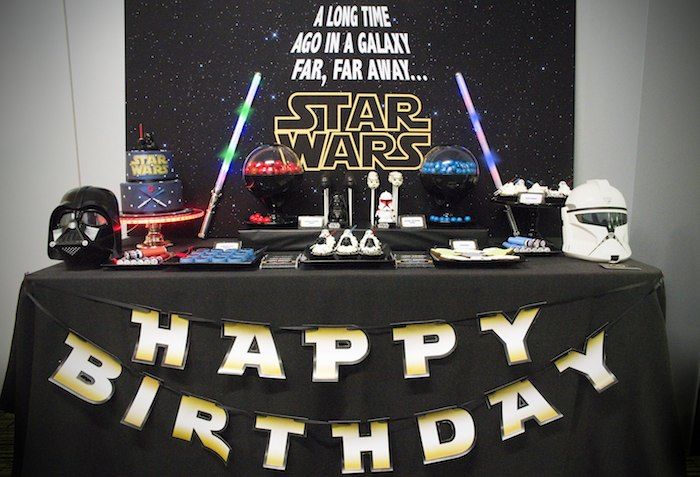 A LONG TIME
AGO IN A GALAXY
FAR, FAR AWAY...
STAR
WARS
STAR
WARS
HAPPY
BIRTHDAY